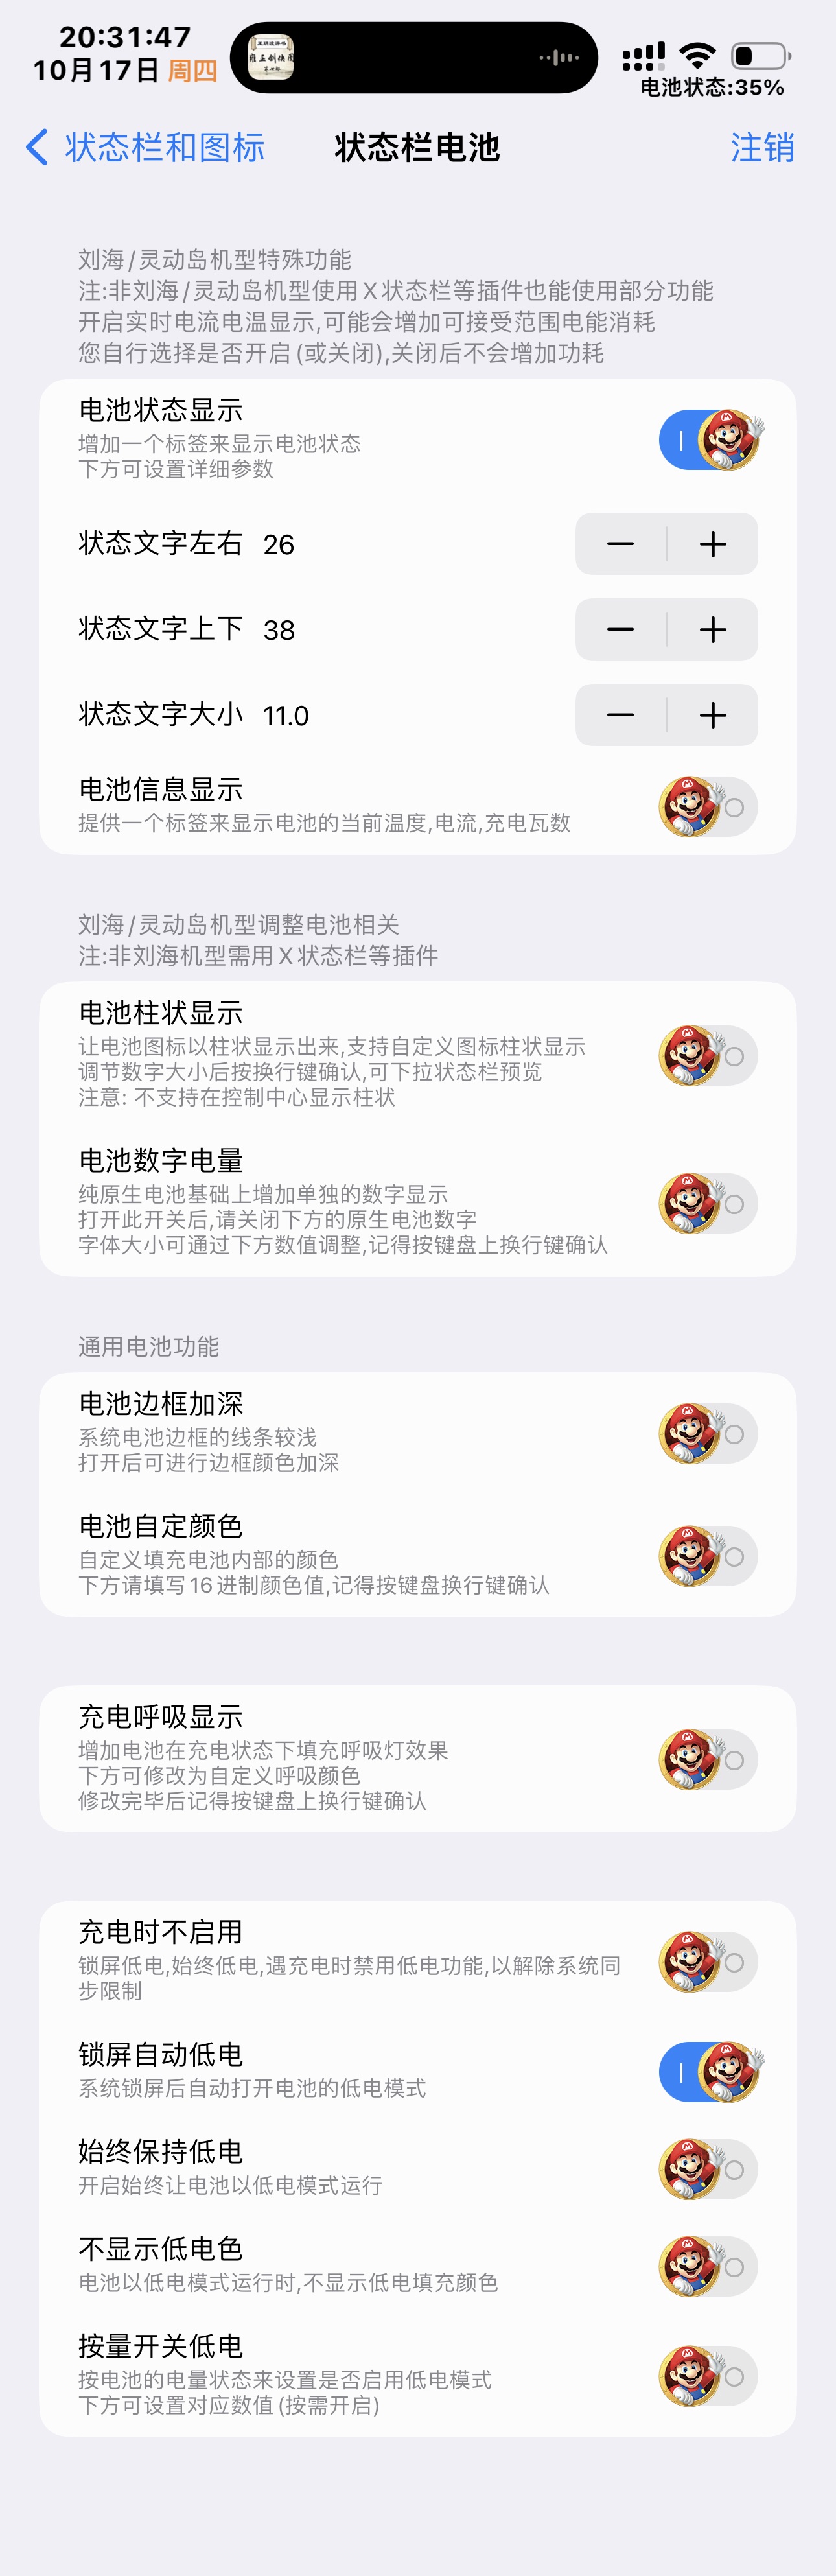 20:31:47
10月17日 周四
电池状态:35%
状态栏和图标
状态栏电池
注销
刘海/灵动岛机型特殊功能
注:非刘海/灵动岛机型使用X状态栏等插件也能使用部分功能
开启实时电流电温显示,可能会增加可接受范围电能消耗
您自行选择是否开启(或关闭),关闭后不会增加功耗
电池状态显示
增加一个标签来显示电池状态
下方可设置详细参数
状态文字左右 26
状态文字上下 38
状态文字大小 11.0
电池信息显示
提供一个标签来显示电池的当前温度,电流,充电瓦数
刘海/灵动岛机型调整电池相关
注:非刘海机型需用X状态栏等插件
电池柱状显示
让电池图标以柱状显示出来,支持自定义图标柱状显示
调节数字大小后按换行键确认,可下拉状态栏预览
注意: 不支持在控制中心显示柱状
电池数字电量
纯原生电池基础上增加单独的数字显示
打开此开关后,请关闭下方的原生电池数字
字体大小可通过下方数值调整,记得按键盘上换行键确认
通用电池功能
电池边框加深
系统电池边框的线条较浅
打开后可进行边框颜色加深
电池自定颜色
自定义填充电池内部的颜色
下方请填写16进制颜色值,记得按键盘换行键确认
充电呼吸显示
增加电池在充电状态下填充呼吸灯效果
下方可修改为自定义呼吸颜色
修改完毕后记得按键盘上换行键确认
充电时不启用
锁屏低电,始终低电,遇充电时禁用低电功能,以解除系统同
步限制
锁屏自动低电
系统锁屏后自动打开电池的低电模式
始终保持低电
开启始终让电池以低电模式运行
不显示低电色
电池以低电模式运行时,不显示低电填充颜色
按量开关低电
按电池的电量状态来设置是否启用低电模式
下方可设置对应数值(按需开启)